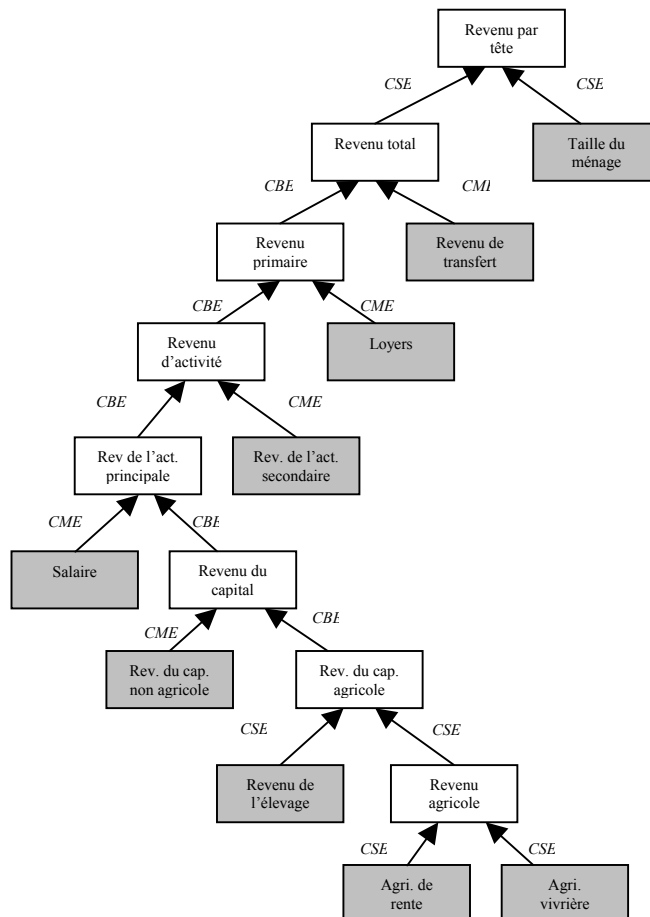 Revenu par
tête
CSE
CSE
Revenu total
Taille du
ménage
CBE
CME
Revenu
primaire
Revenu de
transfert
CBE
CME
Revenu
d'activité
Loyers
CBE
CME
Rev de l'act.
principale
Rev. de l'act.
secondaire
CME
CBE
Salaire
Revenu du
capital
CME
CBE
Rev. du cap.
non agricole
Rev. du cap.
agricole
CSE
CSE
Revenu de
l'élevage
Revenu
agricole
CSE
CSE
Agri. de
rente
Agri.
vivrière